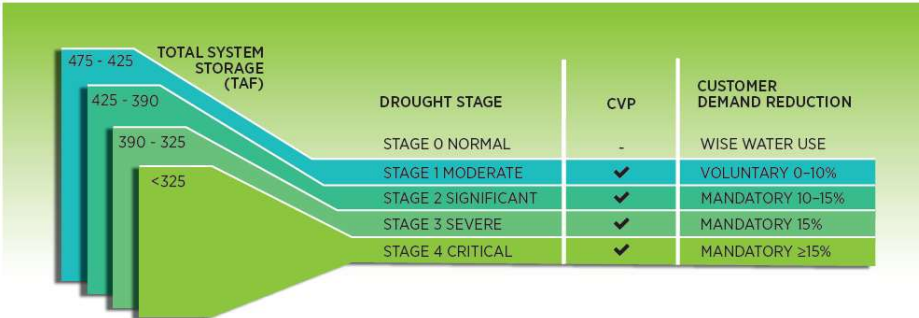 TOTAL SYSTEM
STORAGE
(TAF)
475 - 425
425 - 390
390 - 325
<325
DROUGHT STAGE CVP CUSTOMER
DEMAND REDUCTION
STAGE 0 NORMAL - WISE WATER USE
STAGE 1 MODERATE ✔ VOLUNTARY 0–10%
STAGE 2 SIGNIFICANT ✔ MANDATORY 10–15%
STAGE 3 SEVERE ✔ MANDATORY 15%
STAGE 4 CRITICAL ✔ MANDATORY ≥15%